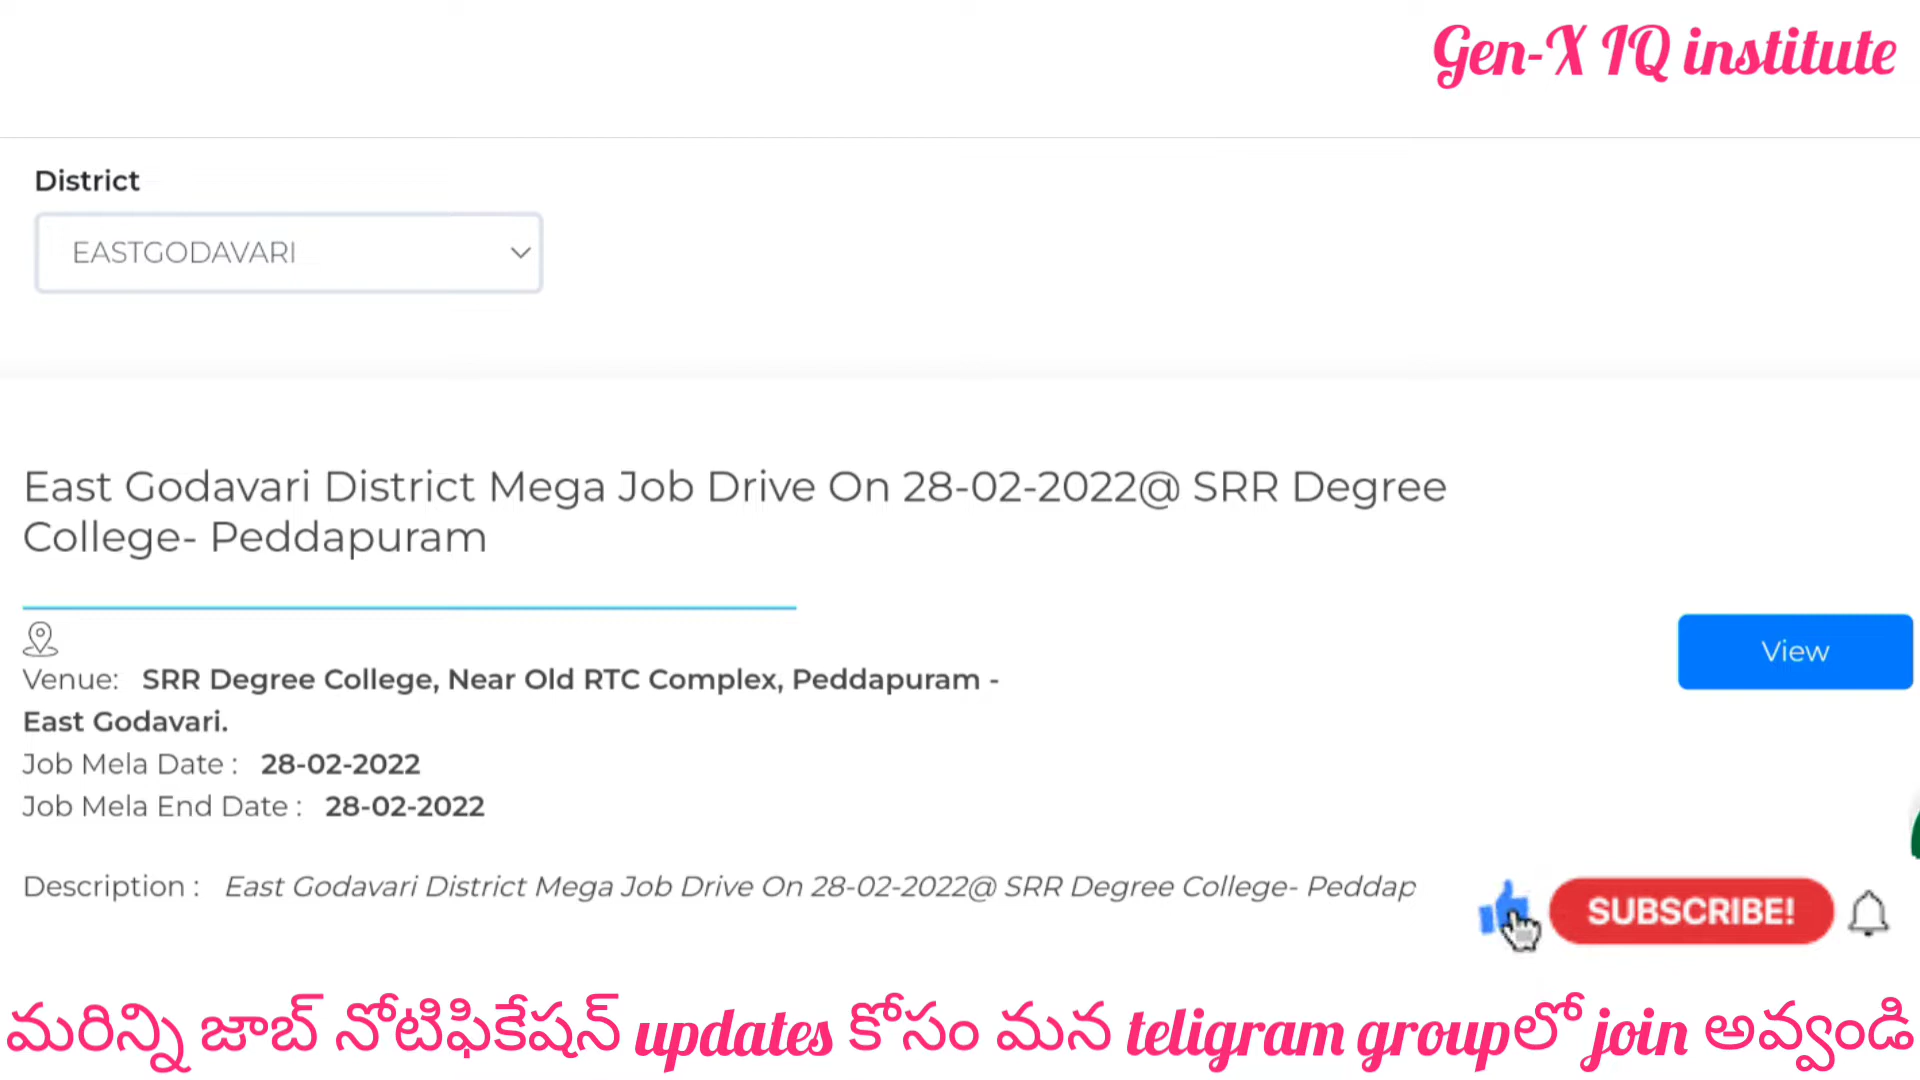 Gen-X IQ institute
District
EASTGODAVARI
East Godavari District Mega Job Drive On 28-02-2022@ SRR Degree
College- Peddapuram
View
Venue: SRR Degree College, Near Old RTC Complex, Peddapuram -
East Godavari.
Job Mela Date : 28-02-2022
Job Mela End Date : 28-02-2022
Description : East Godavari District Mega Job Drive On 28-02-2022@ SRR Degree College- Peddap
SUBSCRIBE!
మరిన్ని జాబ్ నోటిఫికేషన్ updates కోసం మన teligram groupలో join అవ్వండి